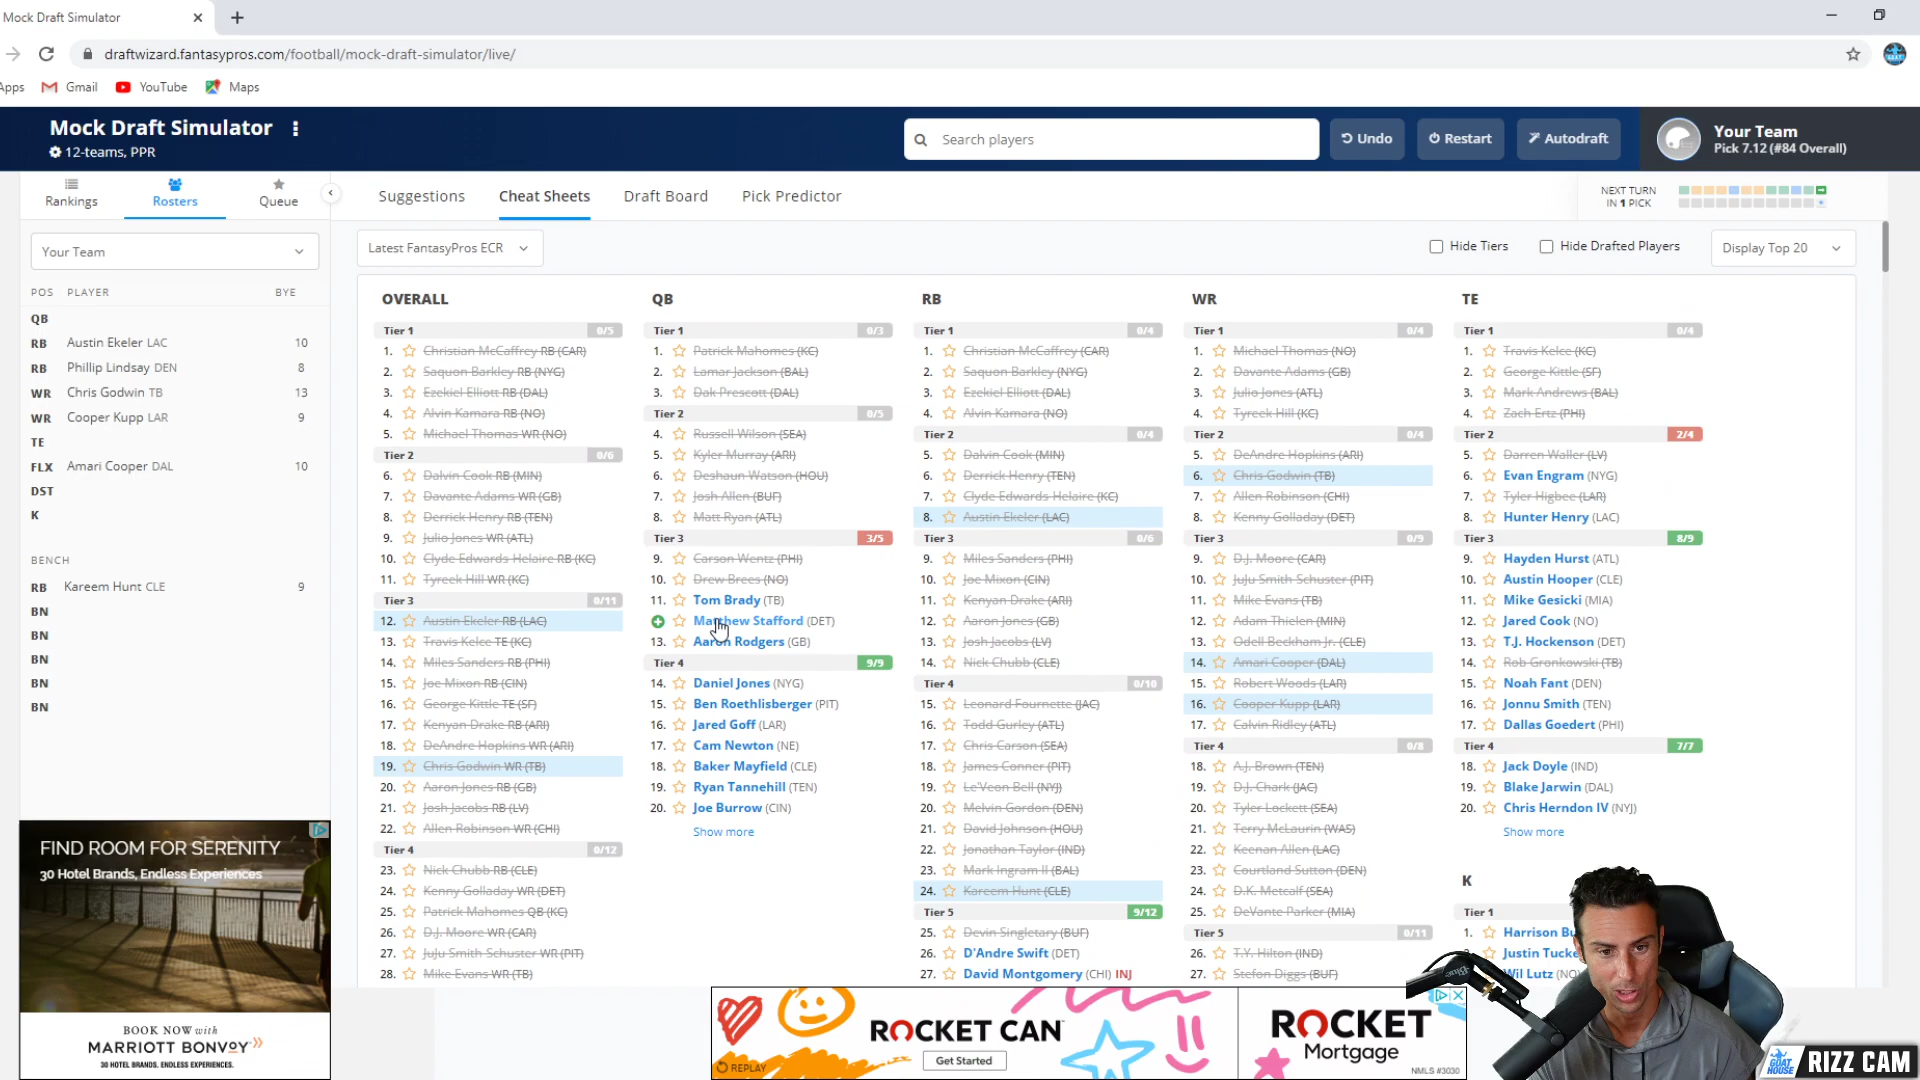 Mock Draft Simulator
draftwizard.fantasypros.com/football/mock-draft-simulator/live/
Apps Gmail YouTube Maps
Mock Draft Simulator
12-teams, PPR
Search players
Undo
Restart
Autodraft
Your Team
Pick 7.12 (#84 Overall)
Rankings
Rosters
Queue
Suggestions
Cheat Sheets
Draft Board
Pick Predictor
NEXT TURN
IN 1 PICK
Your Team
Latest FantasyPros ECR
Hide Tiers
Hide Drafted Players
Display Top 20
POS PLAYER BYE
QB
RB Austin Ekeler LAC 10
RB Phillip Lindsay DEN 8
WR Chris Godwin TB 13
WR Cooper Kupp LAR 9
TE
FLX Amari Cooper DAL 10
DST
K
BENCH
RB Kareem Hunt CLE 9
BN
BN
BN
BN
BN
OVERALL
Tier 1 0/5
1. Christian McCaffrey RB (CAR)
2. Saquon Barkley RB (NYG)
3. Ezekiel Elliott RB (DAL)
4. Alvin Kamara RB (NO)
5. Michael Thomas WR (NO)
Tier 2 0/6
6. Dalvin Cook RB (MIN)
7. Davante Adams WR (GB)
8. Derrick Henry RB (TEN)
9. Julio Jones WR (ATL)
10. Clyde Edwards-Helaire RB (KC)
11. Tyreek Hill WR (KC)
Tier 3 0/11
12. Austin Ekeler RB (LAC)
13. Travis Kelce TE (KC)
14. Miles Sanders RB (PHI)
15. Joe Mixon RB (CIN)
16. George Kittle TE (SF)
17. Kenyan Drake RB (ARI)
18. DeAndre Hopkins WR (ARI)
19. Chris Godwin WR (TB)
20. Aaron Jones RB (GB)
21. Josh Jacobs RB (LV)
22. Allen Robinson WR (CHI)
Tier 4 0/12
23. Nick Chubb RB (CLE)
24. Kenny Golladay WR (DET)
25. Patrick Mahomes QB (KC)
26. D.J. Moore WR (CAR)
27. JuJu Smith-Schuster WR (PIT)
28. Mike Evans WR (TB)
QB
Tier 1 0/3
1. Patrick Mahomes (KC)
2. Lamar Jackson (BAL)
3. Dak Prescott (DAL)
Tier 2 0/5
4. Russell Wilson (SEA)
5. Kyler Murray (ARI)
6. Deshaun Watson (HOU)
7. Josh Allen (BUF)
8. Matt Ryan (ATL)
Tier 3 3/5
9. Carson Wentz (PHI)
10. Drew Brees (NO)
11. Tom Brady (TB)
Matthew Stafford (DET)
13. Aaron Rodgers (GB)
Tier 4 9/9
14. Daniel Jones (NYG)
15. Ben Roethlisberger (PIT)
16. Jared Goff (LAR)
17. Cam Newton (NE)
18. Baker Mayfield (CLE)
19. Ryan Tannehill (TEN)
20. Joe Burrow (CIN)
Show more
RB
Tier 1 0/4
1. Christian McCaffrey (CAR)
2. Saquon Barkley (NYG)
3. Ezekiel Elliott (DAL)
4. Alvin Kamara (NO)
Tier 2 0/4
5. Dalvin Cook (MIN)
6. Derrick Henry (TEN)
7. Clyde Edwards-Helaire (KC)
8. Austin Ekeler (LAC)
Tier 3 0/6
9. Miles Sanders (PHI)
10. Joe Mixon (CIN)
11. Kenyan Drake (ARI)
12. Aaron Jones (GB)
13. Josh Jacobs (LV)
14. Nick Chubb (CLE)
Tier 4 0/10
15. Leonard Fournette (JAC)
16. Todd Gurley (ATL)
17. Chris Carson (SEA)
18. James Conner (PIT)
19. Le'Veon Bell (NYJ)
20. Melvin Gordon (DEN)
21. David Johnson (HOU)
22. Jonathan Taylor (IND)
23. Mark Ingram II (BAL)
24. Kareem Hunt (CLE)
Tier 5 9/12
25. Devin Singletary (BUF)
26. D'Andre Swift (DET)
27. David Montgomery (CHI) INJ
WR
Tier 1 0/4
1. Michael Thomas (NO)
2. Davante Adams (GB)
3. Julio Jones (ATL)
4. Tyreek Hill (KC)
Tier 2 0/4
5. DeAndre Hopkins (ARI)
6. Chris Godwin (TB)
7. Allen Robinson (CHI)
8. Kenny Golladay (DET)
Tier 3 0/9
9. D.J. Moore (CAR)
10. JuJu Smith-Schuster (PIT)
11. Mike Evans (TB)
12. Adam Thielen (MIN)
13. Odell Beckham Jr. (CLE)
14. Amari Cooper (DAL)
15. Robert Woods (LAR)
16. Cooper Kupp (LAR)
17. Calvin Ridley (ATL)
Tier 4 0/8
18. A.J. Brown (TEN)
19. D.J. Chark (JAC)
20. Tyler Lockett (SEA)
21. Terry McLaurin (WAS)
22. Keenan Allen (LAC)
23. Courtland Sutton (DEN)
24. D.K. Metcalf (SEA)
25. DeVante Parker (MIA)
Tier 5 0/11
26. T.Y. Hilton (IND)
27. Stefon Diggs (BUF)
TE
Tier 1 0/4
1. Travis Kelce (KC)
2. George Kittle (SF)
3. Mark Andrews (BAL)
4. Zach Ertz (PHI)
Tier 2 2/4
5. Darren Waller (LV)
6. Evan Engram (NYG)
7. Tyler Higbee (LAR)
8. Hunter Henry (LAC)
Tier 3 8/9
9. Hayden Hurst (ATL)
10. Austin Hooper (CLE)
11. Mike Gesicki (MIA)
12. Jared Cook (NO)
13. T.J. Hockenson (DET)
14. Rob Gronkowski (TB)
15. Noah Fant (DEN)
16. Jonnu Smith (TEN)
17. Dallas Goedert (PHI)
Tier 4 7/7
18. Jack Doyle (IND)
19. Blake Jarwin (DAL)
20. Chris Herndon IV (NYJ)
Show more
K
Tier 1
1. Harrison Bu
2. Justin Tucke
Wil Lutz (NO)
FIND ROOM FOR SERENITY
30 Hotel Brands, Endless Experiences
BOOK NOW with
MARRIOTT BONVOY
30 HOTEL BRANDS. ENDLESS EXPERIENCES.
ROCKET CAN
Get Started
REPLAY
ROCKET
Mortgage
NMLS #3030
Blue
GOAT
HOUSE
RIZZ CAM